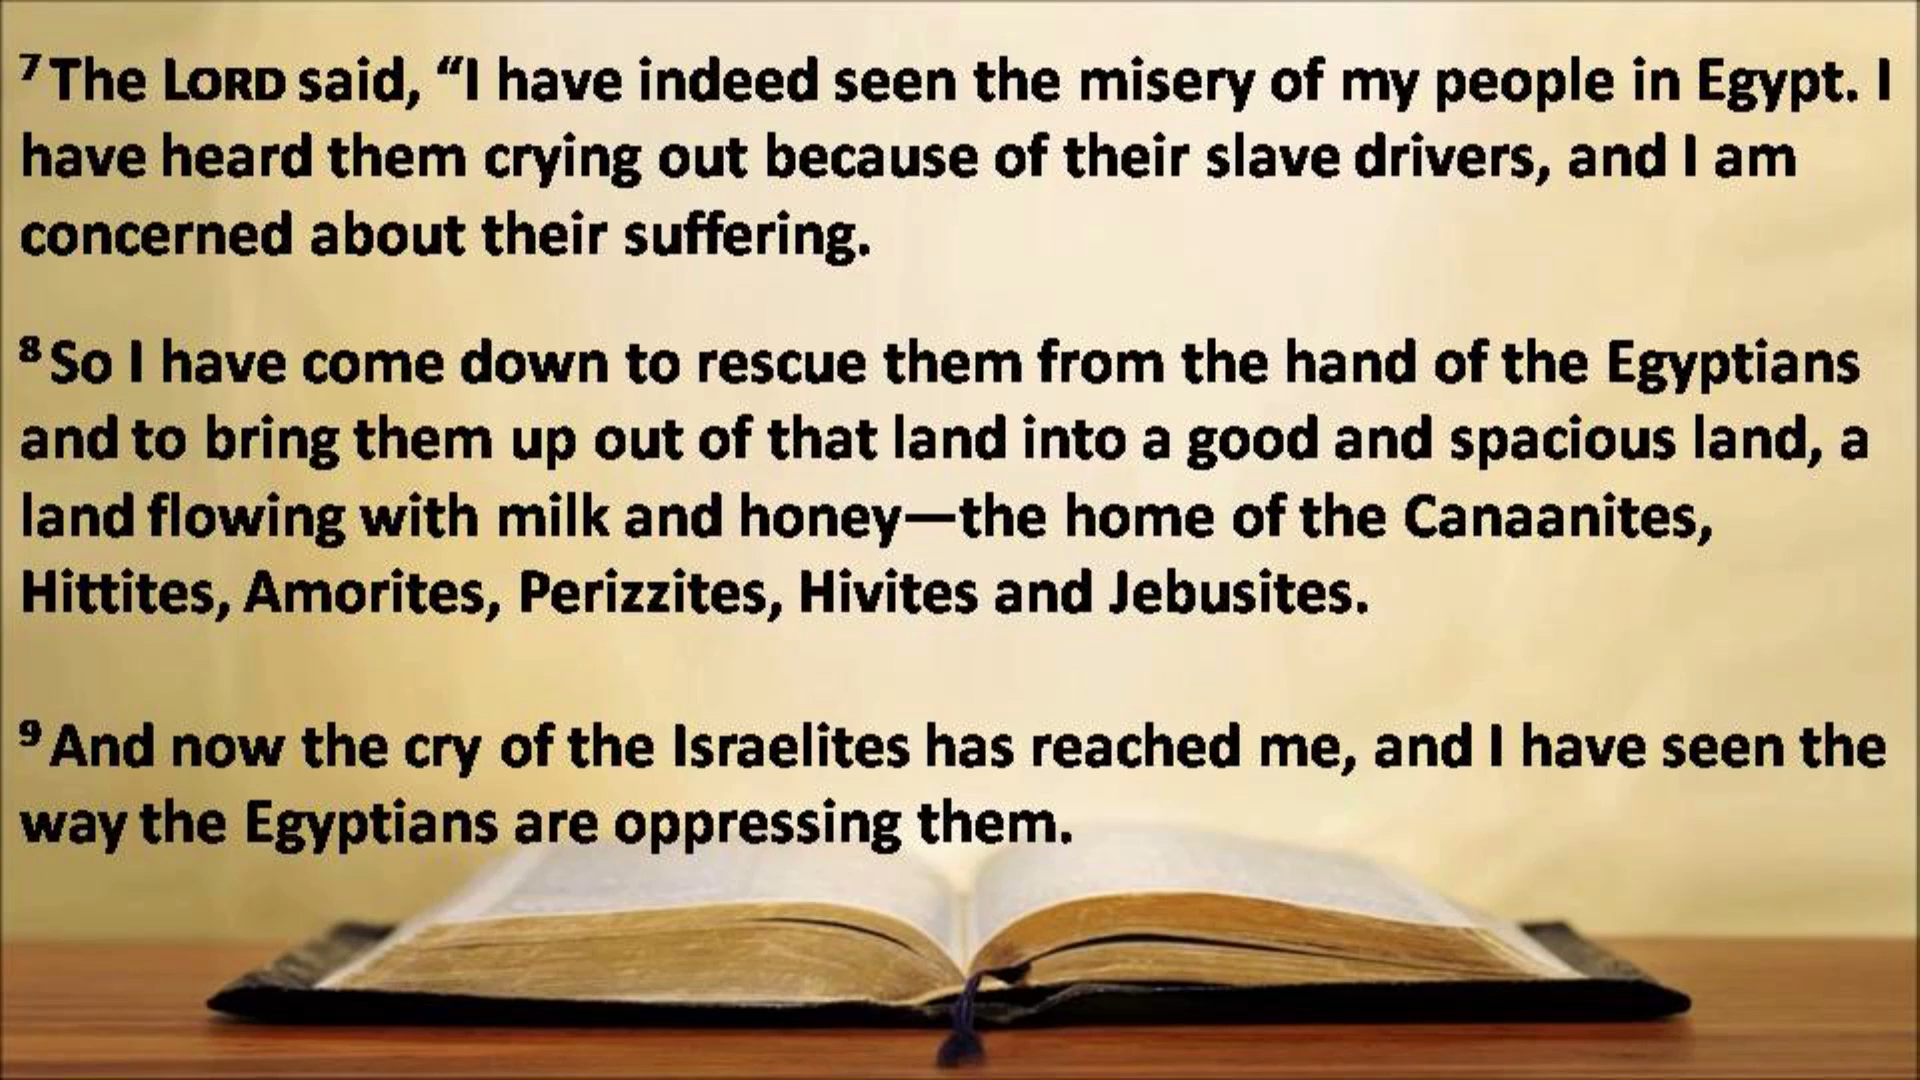 ⁷ The LORD said, “I have indeed seen the misery of my people in Egypt. I
have heard them crying out because of their slave drivers, and I am
concerned about their suffering.
⁸ So I have come down to rescue them from the hand of the Egyptians
and to bring them up out of that land into a good and spacious land, a
land flowing with milk and honey—the home of the Canaanites,
Hittites, Amorites, Perizzites, Hivites and Jebusites.
⁹ And now the cry of the Israelites has reached me, and I have seen the
way the Egyptians are oppressing them.